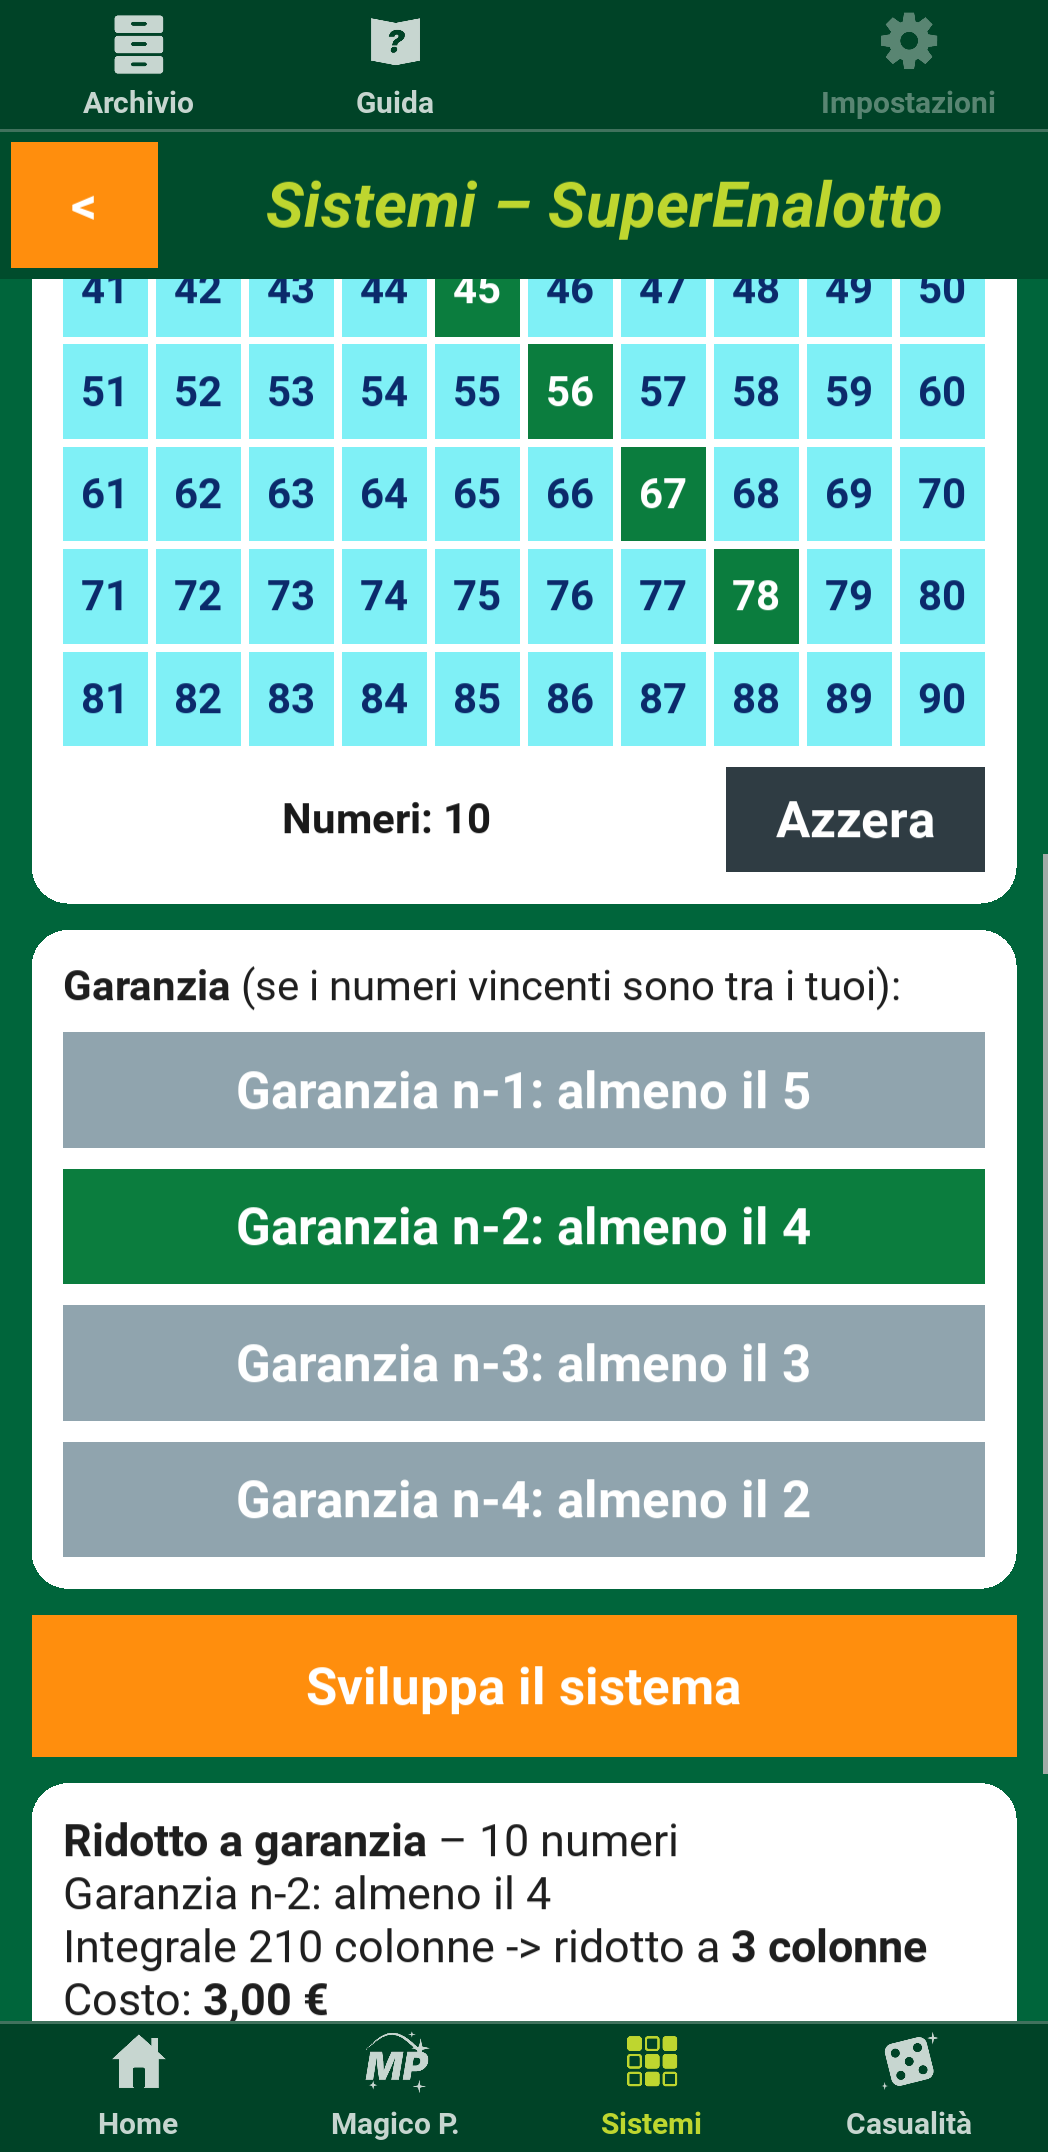 Archivio Guida Impostazioni
< Sistemi – SuperEnalotto
41 42 43 44 45 46 47 48 49 50
51 52 53 54 55 56 57 58 59 60
61 62 63 64 65 66 67 68 69 70
71 72 73 74 75 76 77 78 79 80
81 82 83 84 85 86 87 88 89 90
Numeri: 10 Azzera
Garanzia (se i numeri vincenti sono tra i tuoi):
Garanzia n-1: almeno il 5
Garanzia n-2: almeno il 4
Garanzia n-3: almeno il 3
Garanzia n-4: almeno il 2
Sviluppa il sistema
Ridotto a garanzia – 10 numeri
Garanzia n-2: almeno il 4
Integrale 210 colonne -> ridotto a 3 colonne
Costo: 3,00 €
MP
Home Magico P. Sistemi Casualità